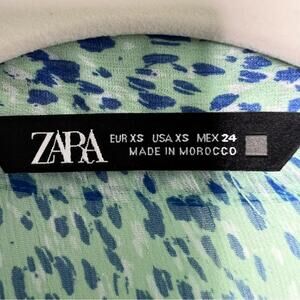 ZARA
EUR XS USA XS MEX 24
MADE IN MOROCCO